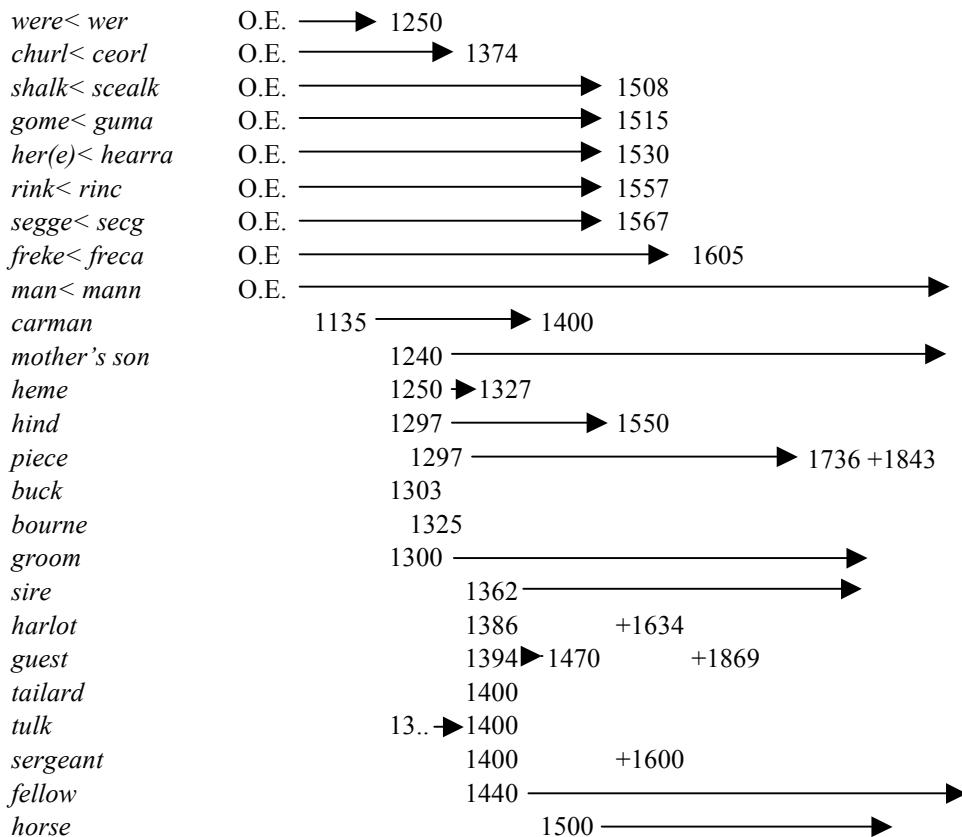 were< wer O.E. 1250
churl< ceorl O.E. 1374
shalk< scealk O.E. 1508
gome< guma O.E. 1515
her(e)< hearra O.E. 1530
rink< rinc O.E. 1557
segge< secg O.E. 1567
freke< freca O.E 1605
man< mann O.E.
carman 1135 1400
mother’s son 1240
heme 1250 1327
hind 1297 1550
piece 1297 1736 +1843
buck 1303
bourne 1325
groom 1300
sire 1362
harlot 1386 +1634
guest 1394 1470 +1869
tailard 1400
tulk 13.. 1400
sergeant 1400 +1600
fellow 1440
horse 1500